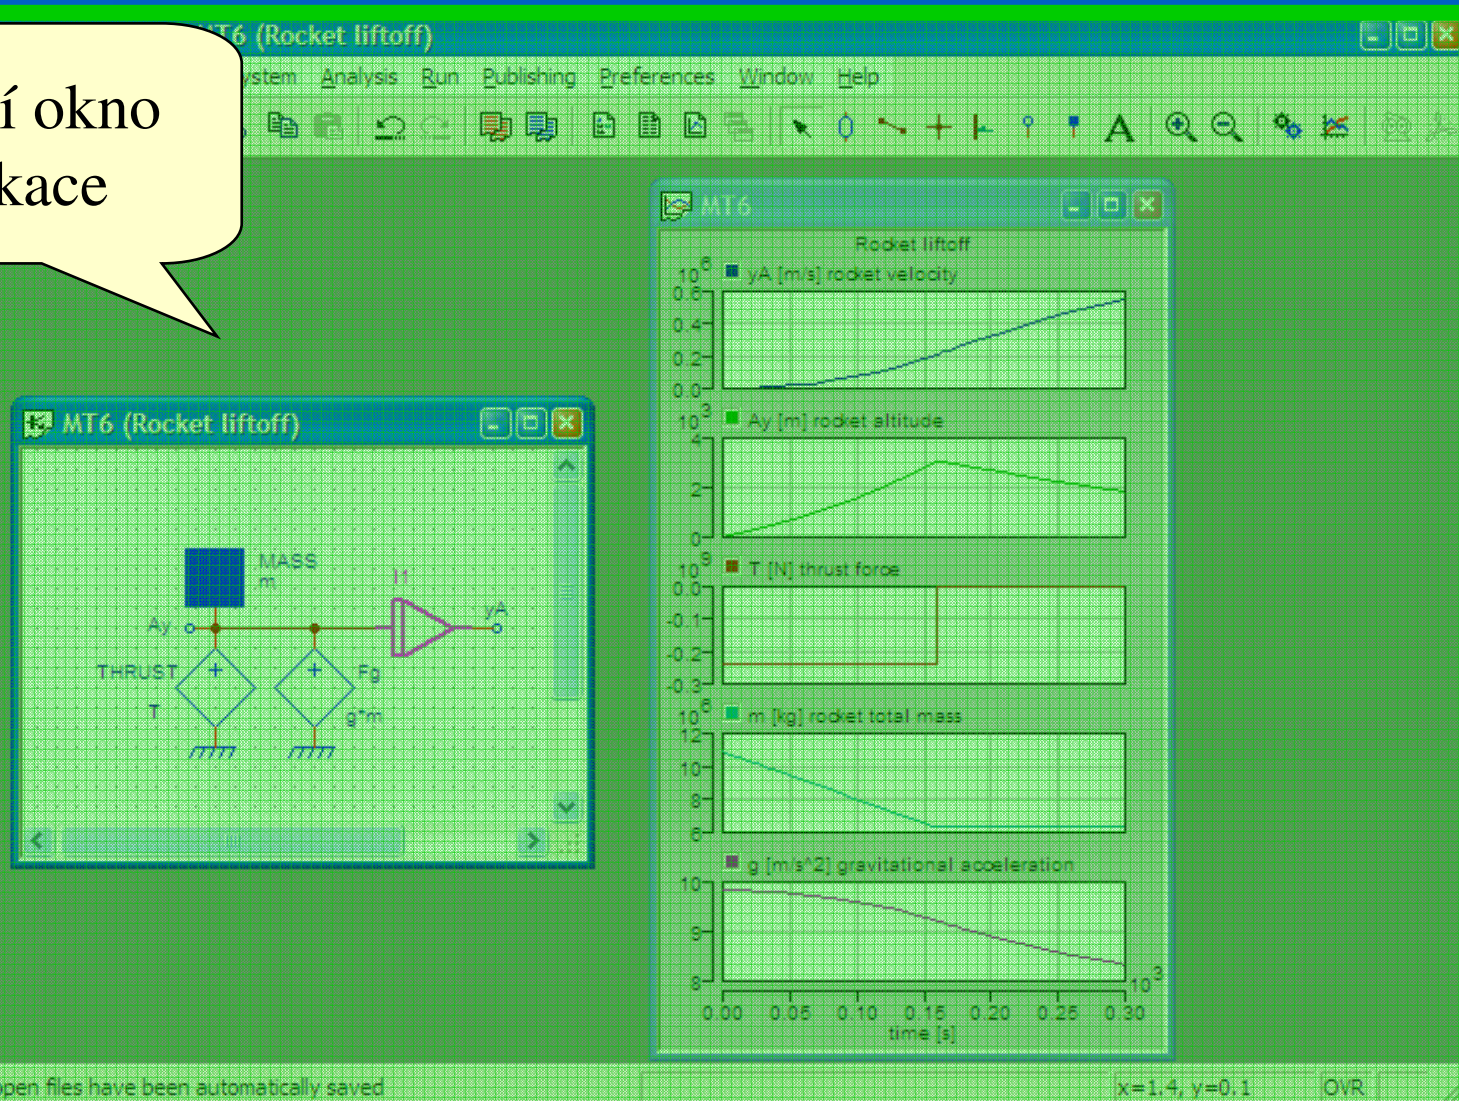 T6 (Rocket liftoff)
ystem Analysis Run Publishing Preferences Window Help
í okno
kace
A
MT6
Rocket liftoff
10^6 yA [m/s] rocket velocity
0.6
0.4
0.2
0.0
10^3 Ay [m] rocket altitude
4
2
0
10^9 T [N] thrust force
0.0
-0.1
-0.2
-0.3
10^6 m [kg] rocket total mass
12
10
8
6
g [m/s^2] gravitational acceleration
10
9
8
10^3
0.00 0.05 0.10 0.15 0.20 0.25 0.30
time [s]
MT6 (Rocket liftoff)
MASS
m
I1
Ay
yA
THRUST
Fg
T
g*m
open files have been automatically saved
x=1.4, y=0.1
OVR